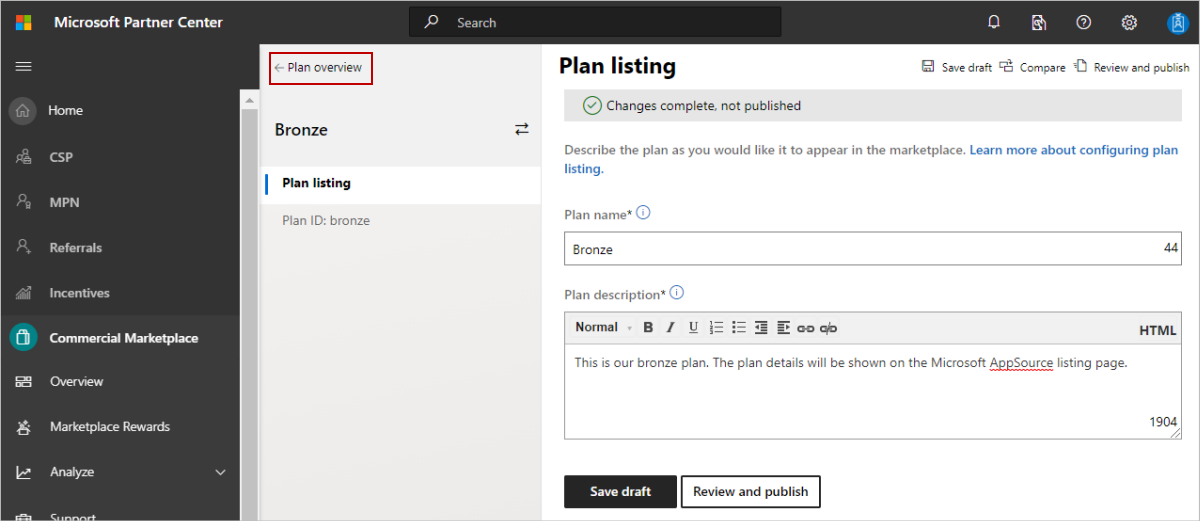 Microsoft Partner Center
Search
Home
CSP
MPN
Referrals
Incentives
Commercial Marketplace
Overview
Marketplace Rewards
Analyze
Support
← Plan overview
Bronze
Plan listing
Plan ID: bronze
Plan listing
Save draft Compare Review and publish
Changes complete, not published
Describe the plan as you would like it to appear in the marketplace. Learn more about configuring plan
listing.
Plan name*
Bronze 44
Plan description*
Normal B I U HTML
This is our bronze plan. The plan details will be shown on the Microsoft AppSource listing page.
1904
Save draft Review and publish